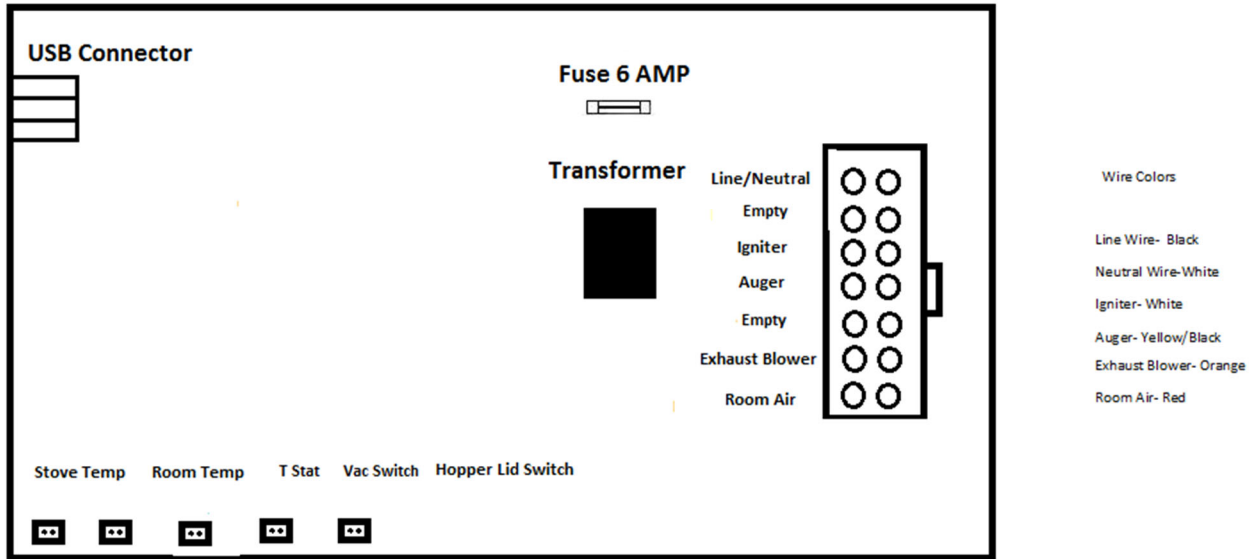 USB Connector
Fuse 6 AMP
Transformer
Line/Neutral
Empty
Igniter
Auger
Empty
Exhaust Blower
Room Air
Wire Colors
Line Wire- Black
Neutral Wire-White
Igniter- White
Auger- Yellow/Black
Exhaust Blower- Orange
Room Air- Red
Stove Temp Room Temp T Stat Vac Switch Hopper Lid Switch